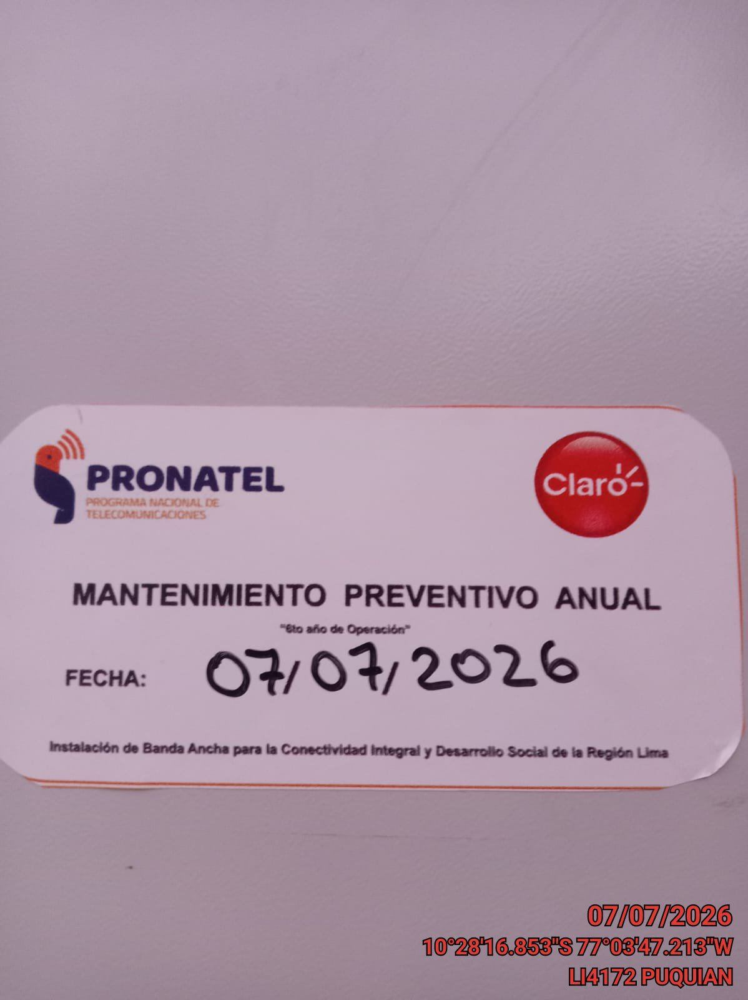 PRONATEL
PROGRAMA NACIONAL DE
TELECOMUNICACIONES
Claro
MANTENIMIENTO PREVENTIVO ANUAL
"6to año de Operación"
FECHA: 07/07/2026
Instalación de Banda Ancha para la Conectividad Integral y Desarrollo Social de la Región Lima
07/07/2026
10°28'16.853"S 77°03'47.213"W
LI4172 PUQUIAN